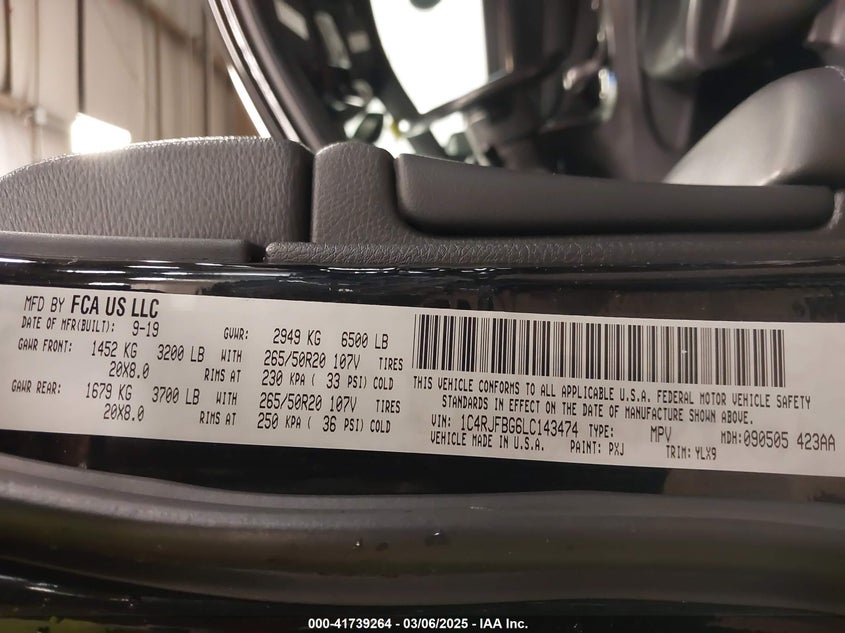 MFD BY FCA US LLC
DATE OF MFR(BUILT): 9-19 GVWR: 2949 KG 6500 LB
GAWR FRONT: 1452 KG 3200 LB WITH 265/50R20 107V TIRES
20X8.0 RIMS AT 230 KPA ( 33 PSI) COLD
GAWR REAR: 1679 KG 3700 LB WITH 265/50R20 107V TIRES
20X8.0 RIMS AT 250 KPA ( 36 PSI) COLD
THIS VEHICLE CONFORMS TO ALL APPLICABLE U.S.A. FEDERAL MOTOR VEHICLE SAFETY
STANDARDS IN EFFECT ON THE DATE OF MANUFACTURE SHOWN ABOVE.
VIN: 1C4RJFBG6LC143474 TYPE: MPV MDH:090505 423AA
VEHICLE MADE IN U.S.A. PAINT: PXJ TRIM: YLX9
000-41739264 - 03/06/2025 - IAA Inc.